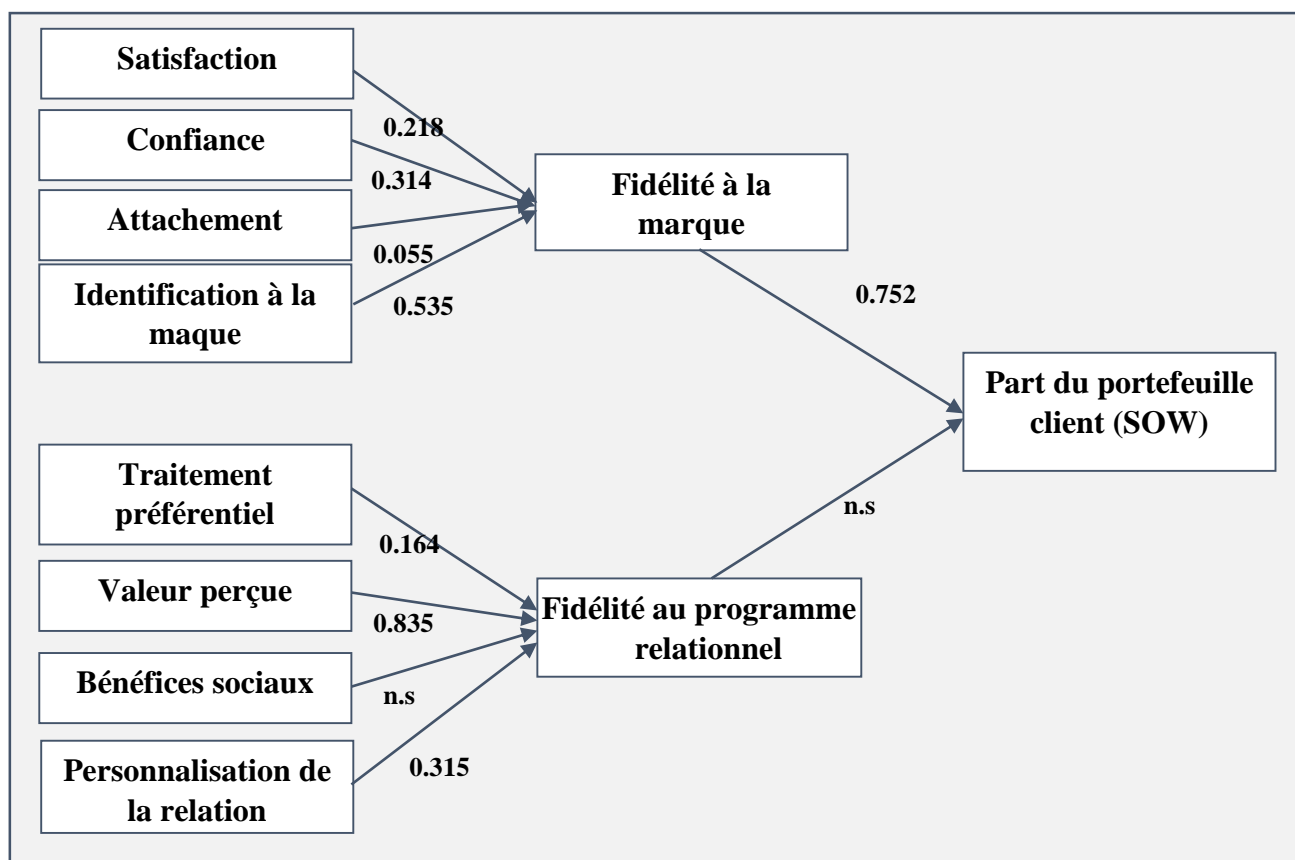 Satisfaction
0.218
Confiance
0.314
Attachement
0.055
Identification à la
maque
0.535
Fidélité à la
marque
0.752
Part du portefeuille
client (SOW)
Traitement
préférentiel
0.164
Valeur perçue
0.835
Bénéfices sociaux
n.s
Personnalisation de
la relation
0.315
Fidélité au programme
relationnel
n.s